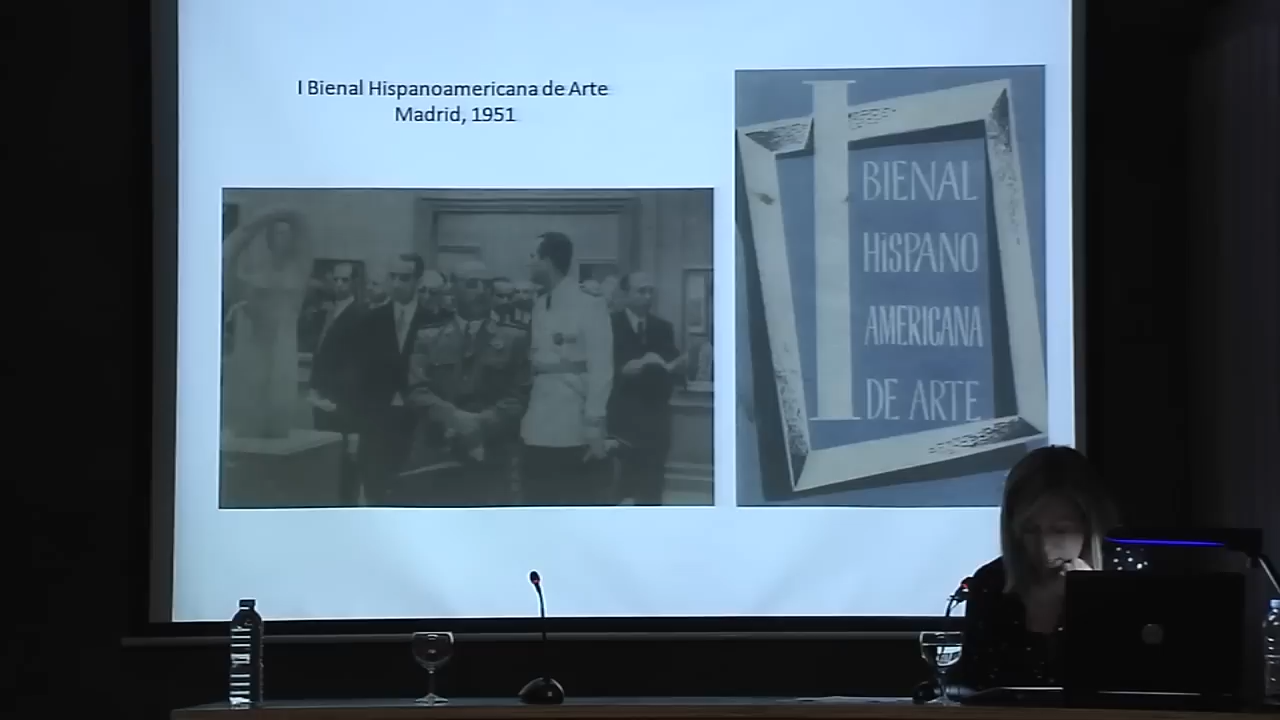 I Bienal Hispanoamericana de Arte
Madrid, 1951
I BIENAL
HiSPANO
AMERICANA
DE ARTE